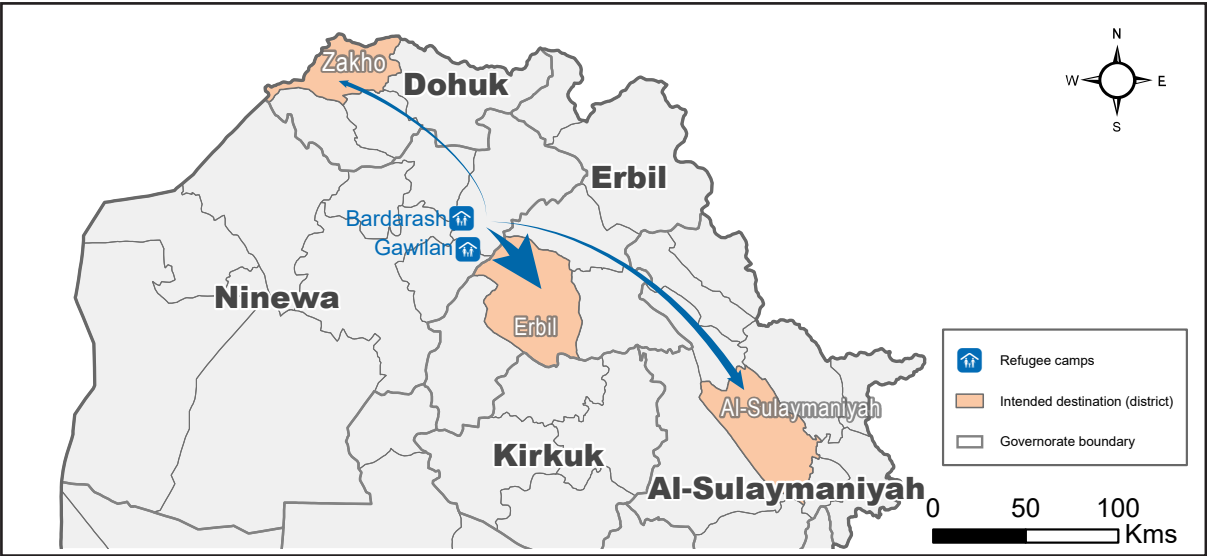 N
W
E
S
Zakho
Dohuk
Erbil
Bardarash
Gawilan
Ninewa
Erbil
Al-Sulaymaniyah
Kirkuk
Al-Sulaymaniyah
Refugee camps
Intended destination (district)
Governorate boundary
0 50 100
Kms